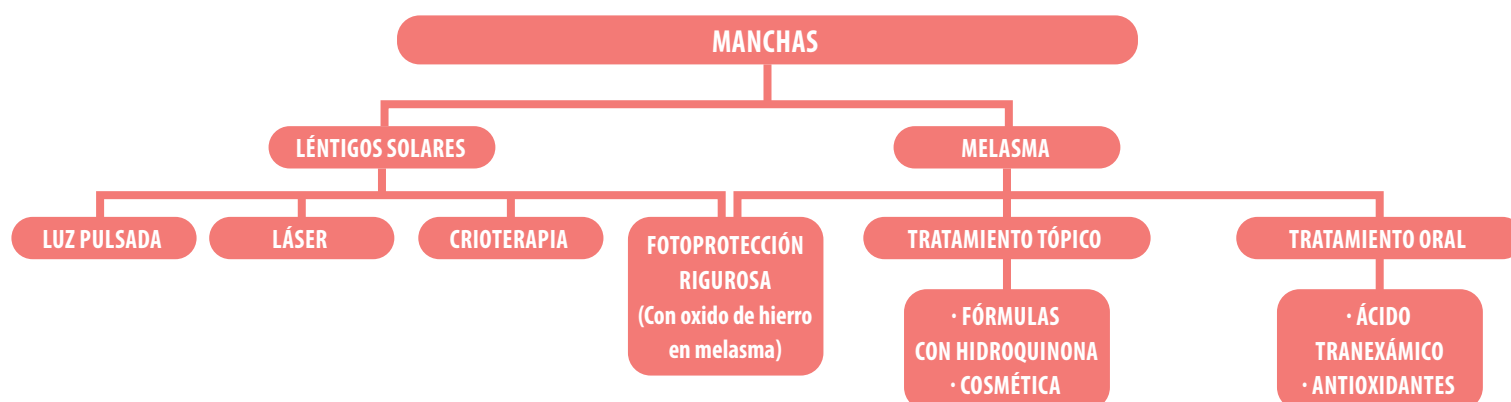 MANCHAS
LÉNTIGOS SOLARES
MELASMA
LUZ PULSADA
LÁSER
CRIOTERAPIA
FOTOPROTECCIÓN
RIGUROSA
(Con oxido de hierro
en melasma)
TRATAMIENTO TÓPICO
· FÓRMULAS
CON HIDROQUINONA
· COSMÉTICA
TRATAMIENTO ORAL
· ÁCIDO
TRANEXÁMICO
· ANTIOXIDANTES